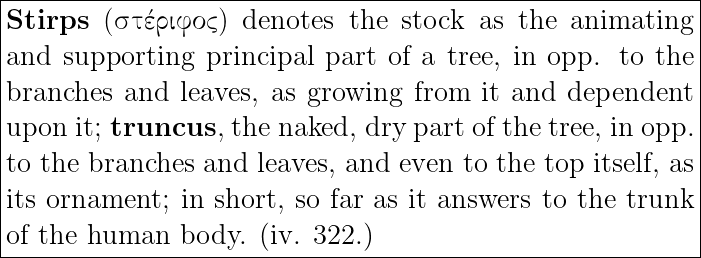 Stirps (στέριφος) denotes the stock as the animating
and supporting principal part of a tree, in opp. to the
branches and leaves, as growing from it and dependent
upon it; truncus, the naked, dry part of the tree, in opp.
to the branches and leaves, and even to the top itself, as
its ornament; in short, so far as it answers to the trunk
of the human body. (iv. 322.)